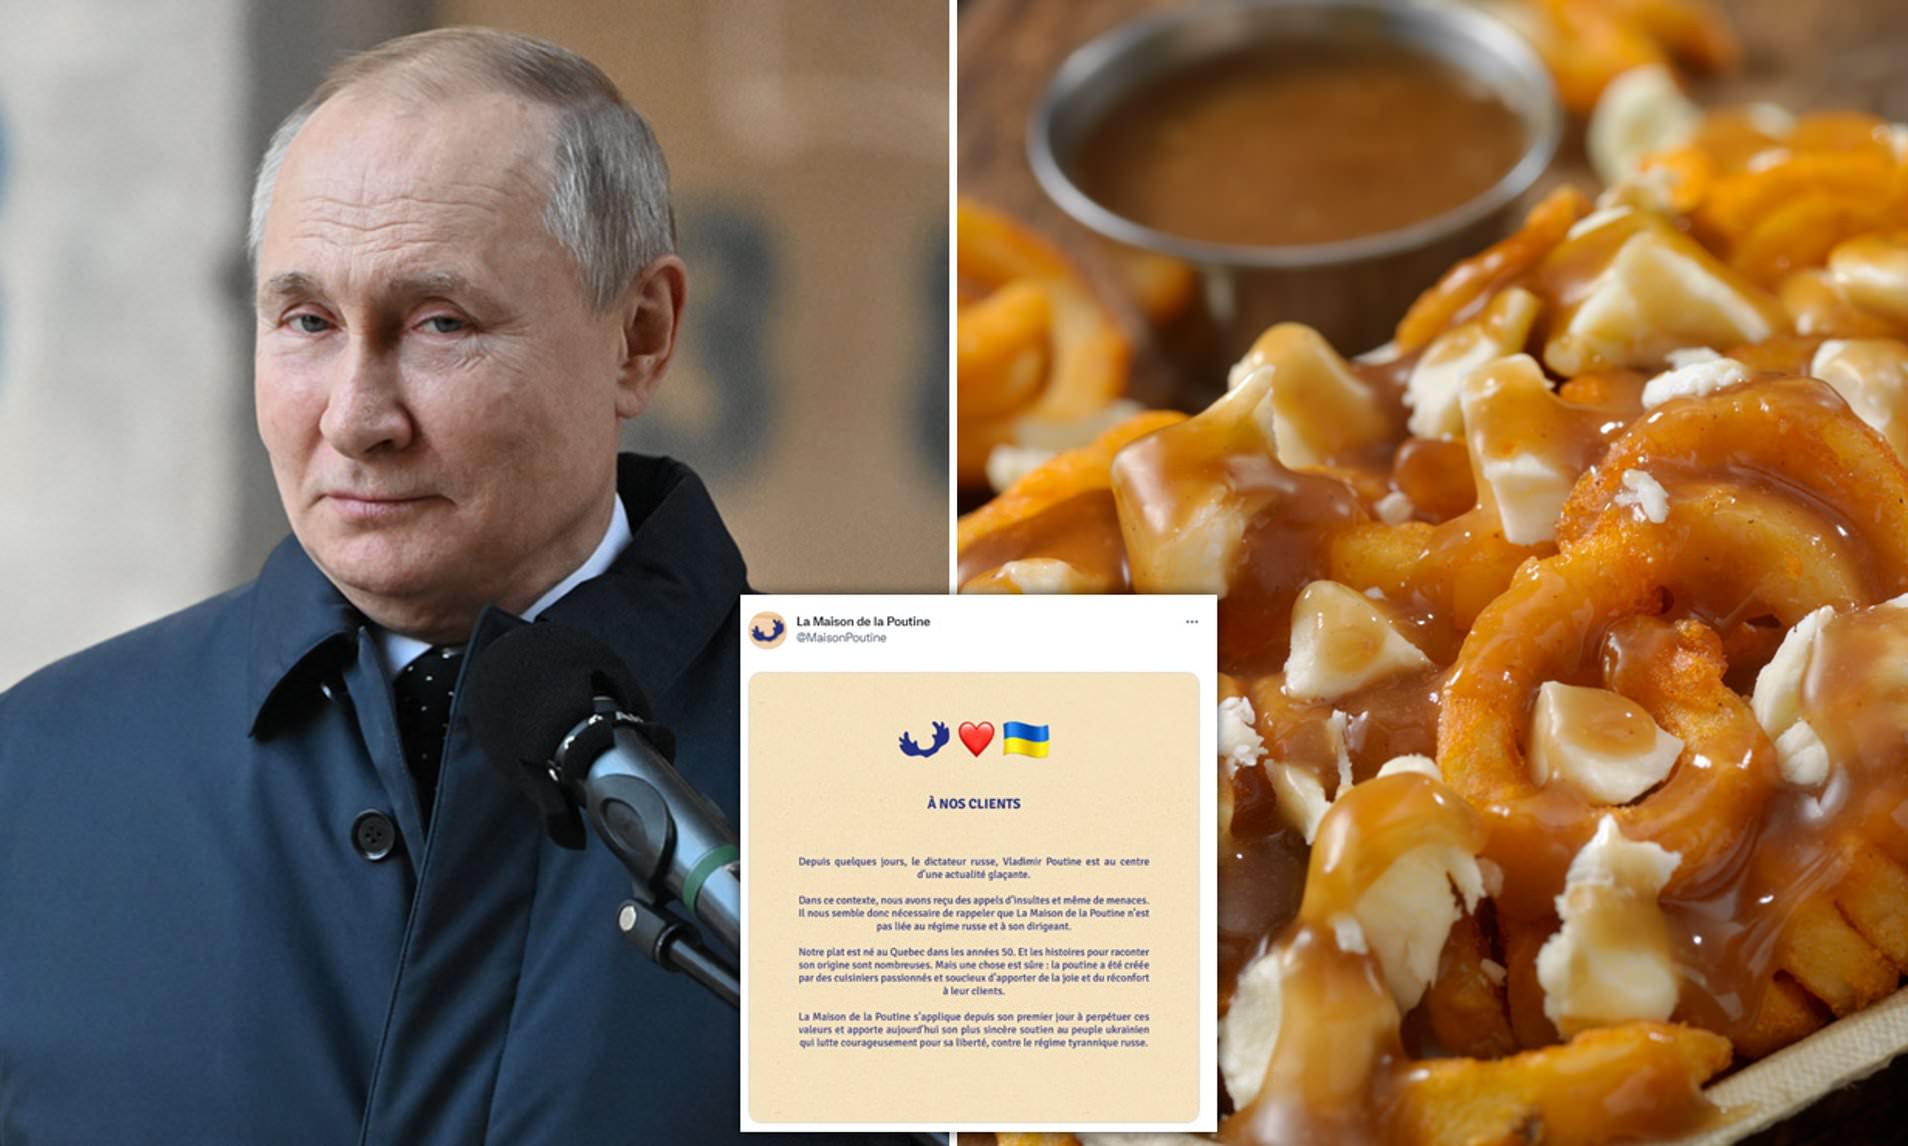 La Maison de la Poutine
@MaisonPoutine
À NOS CLIENTS
Depuis quelques jours, le dictateur russe, Vladimir Poutine est au centre
d'une actualité glaçante.
Dans ce contexte, nous avons reçu des appels d'insultes et même de menaces.
Il nous semble donc nécessaire de rappeler que La Maison de la Poutine n'est
pas liée au régime russe et à son dirigeant.
Notre plat est né au Quebec dans les années 50. Et les histoires pour raconter
son origine sont nombreuses. Mais une chose est sûre : la poutine a été créée
par des cuisiniers passionnés et soucieux d'apporter de la joie et du réconfort
à leur clients.
La Maison de la Poutine s'applique depuis son premier jour à perpétuer ces
valeurs et apporte aujourd'hui son plus sincère soutien au peuple ukrainien
qui lutte courageusement pour sa liberté, contre le régime tyrannique russe.